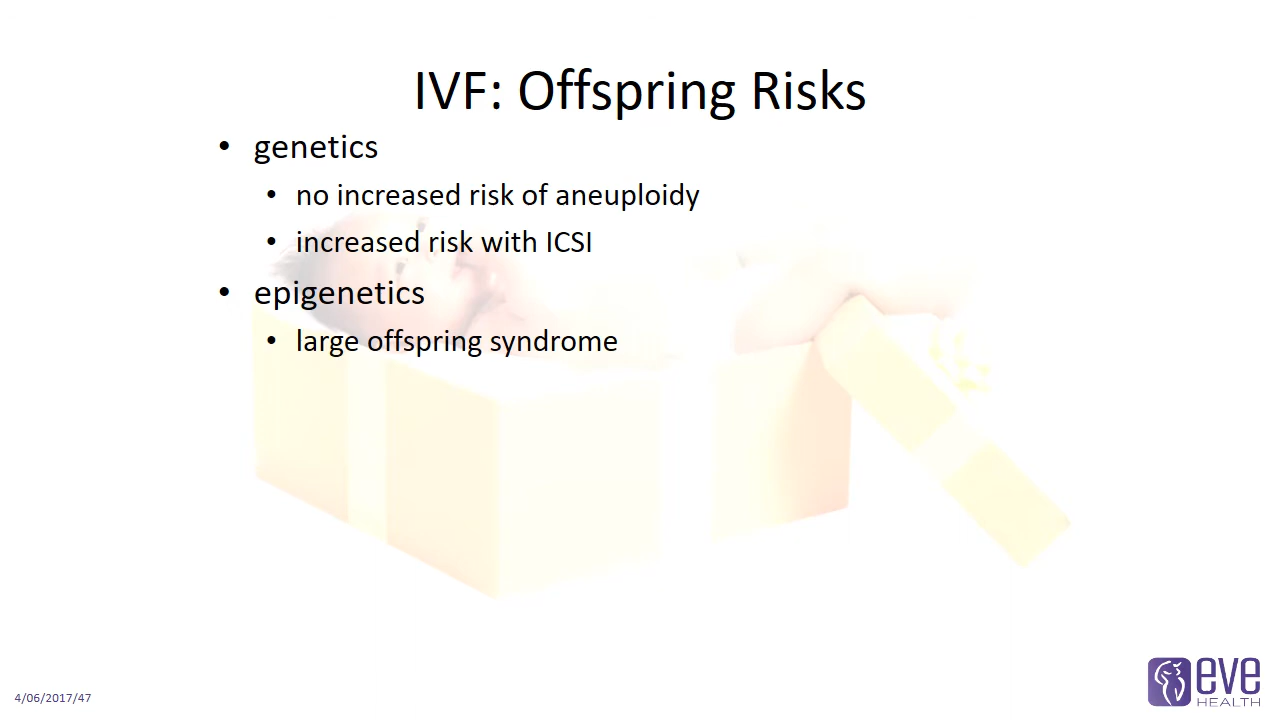 IVF: Offspring Risks
• genetics
• no increased risk of aneuploidy
• increased risk with ICSI
• epigenetics
• large offspring syndrome
4/06/2017/47
eve
HEALTH